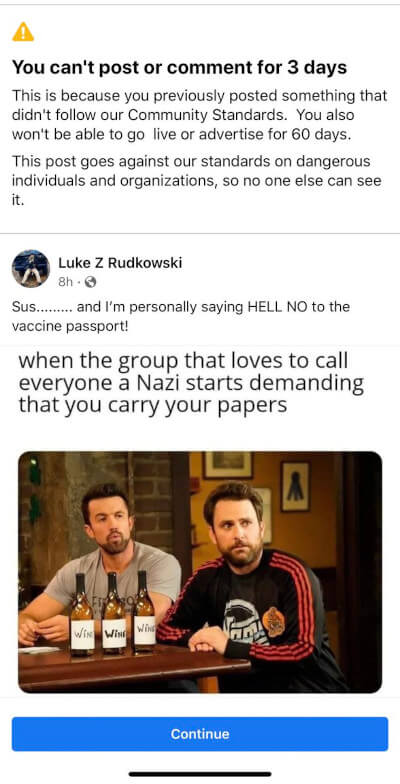 You can't post or comment for 3 days
This is because you previously posted something that
didn't follow our Community Standards.  You also
won't be able to go  live or advertise for 60 days.
This post goes against our standards on dangerous
individuals and organizations, so no one else can see
it.
Luke Z Rudkowski
8h ·
Sus......... and I'm personally saying HELL NO to the
vaccine passport!
when the group that loves to call
everyone a Nazi starts demanding
that you carry your papers
Wine Wine Wine
Continue